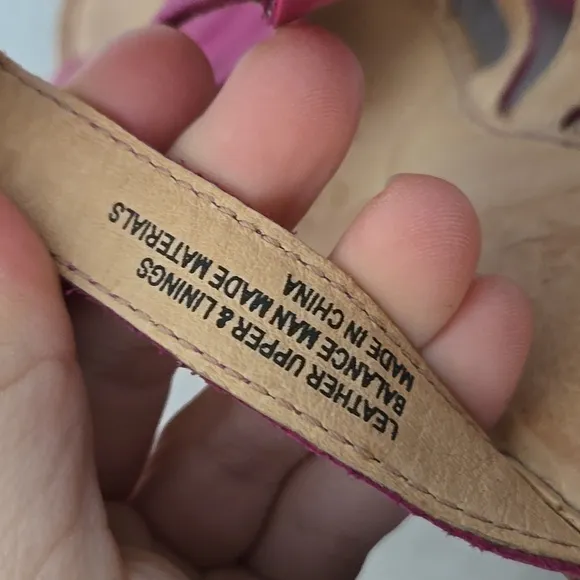 LEATHER UPPER & LININGS
BALANCE MAN MADE MATERIALS
MADE IN CHINA